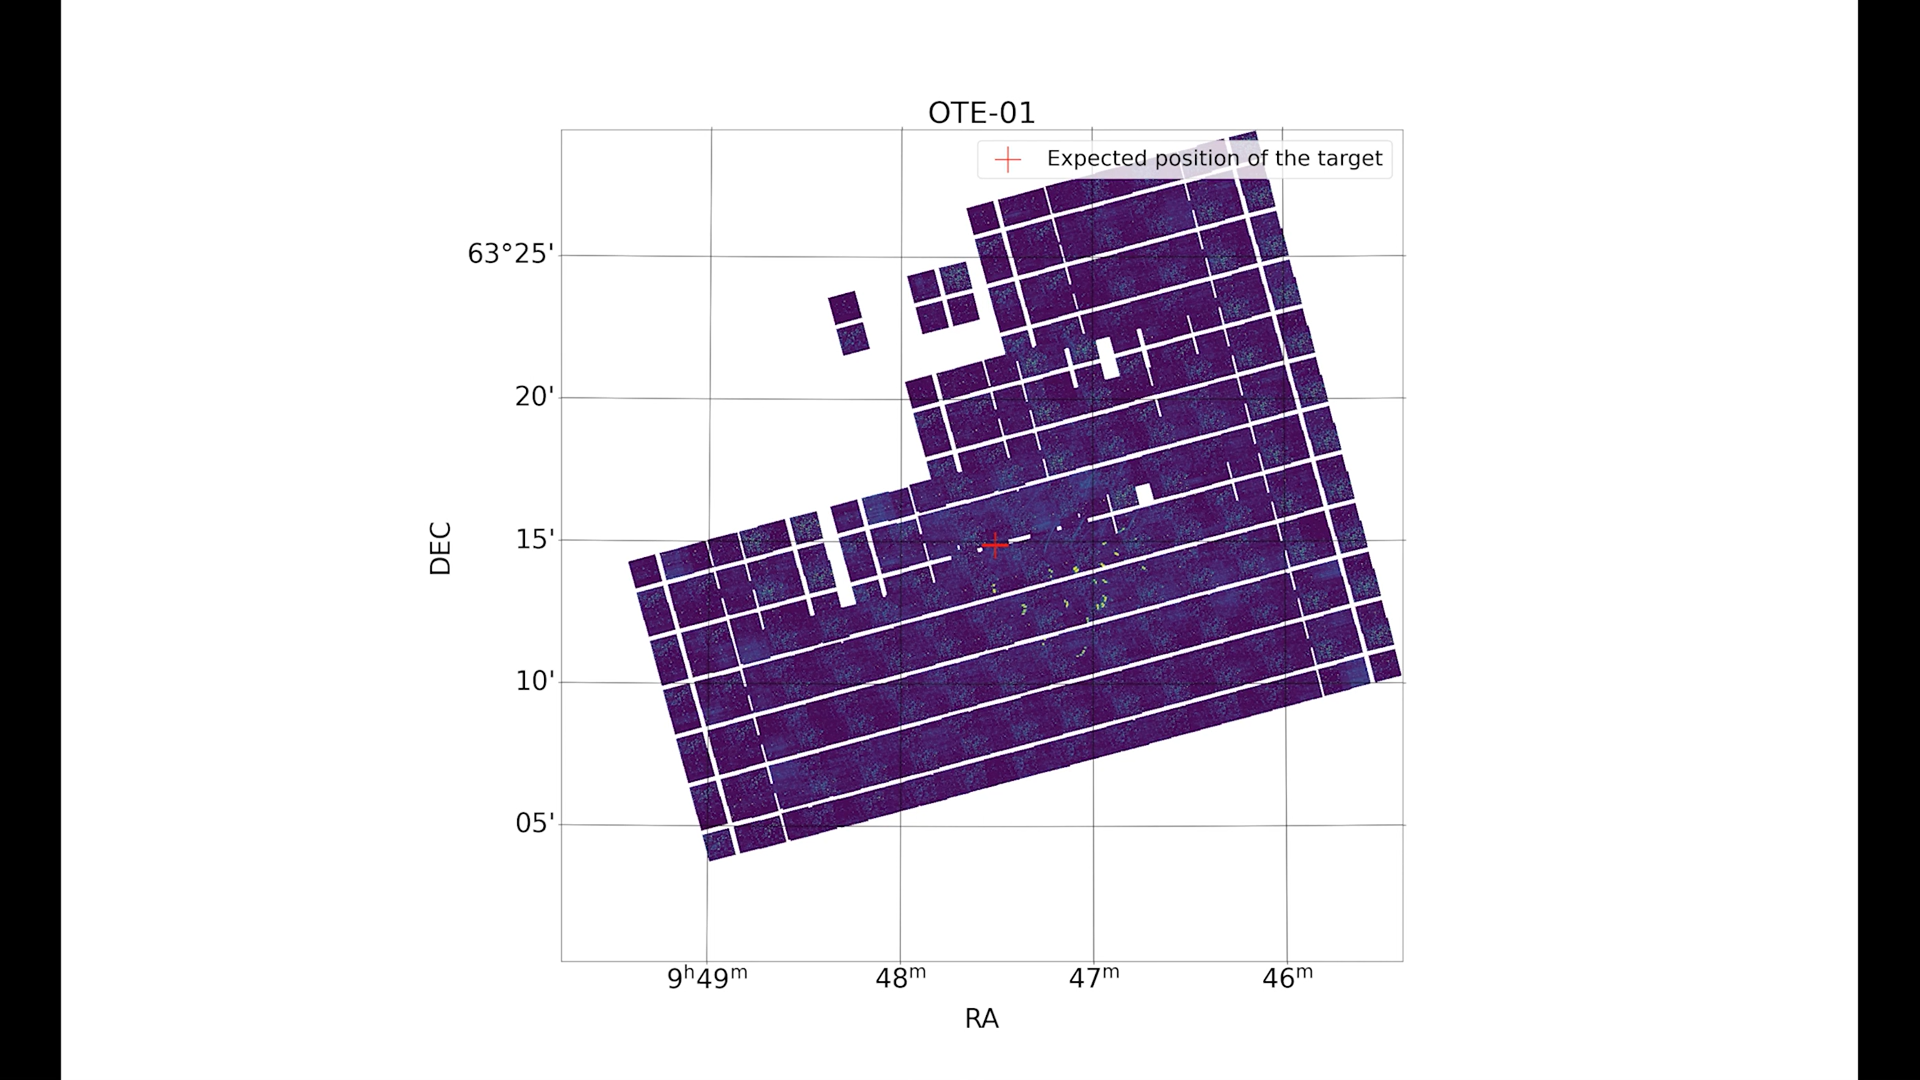 OTE-01
Expected position of the target
63°25'
20'
15'
10'
05'
DEC
9ʰ49ᵐ 48ᵐ 47ᵐ 46ᵐ
RA